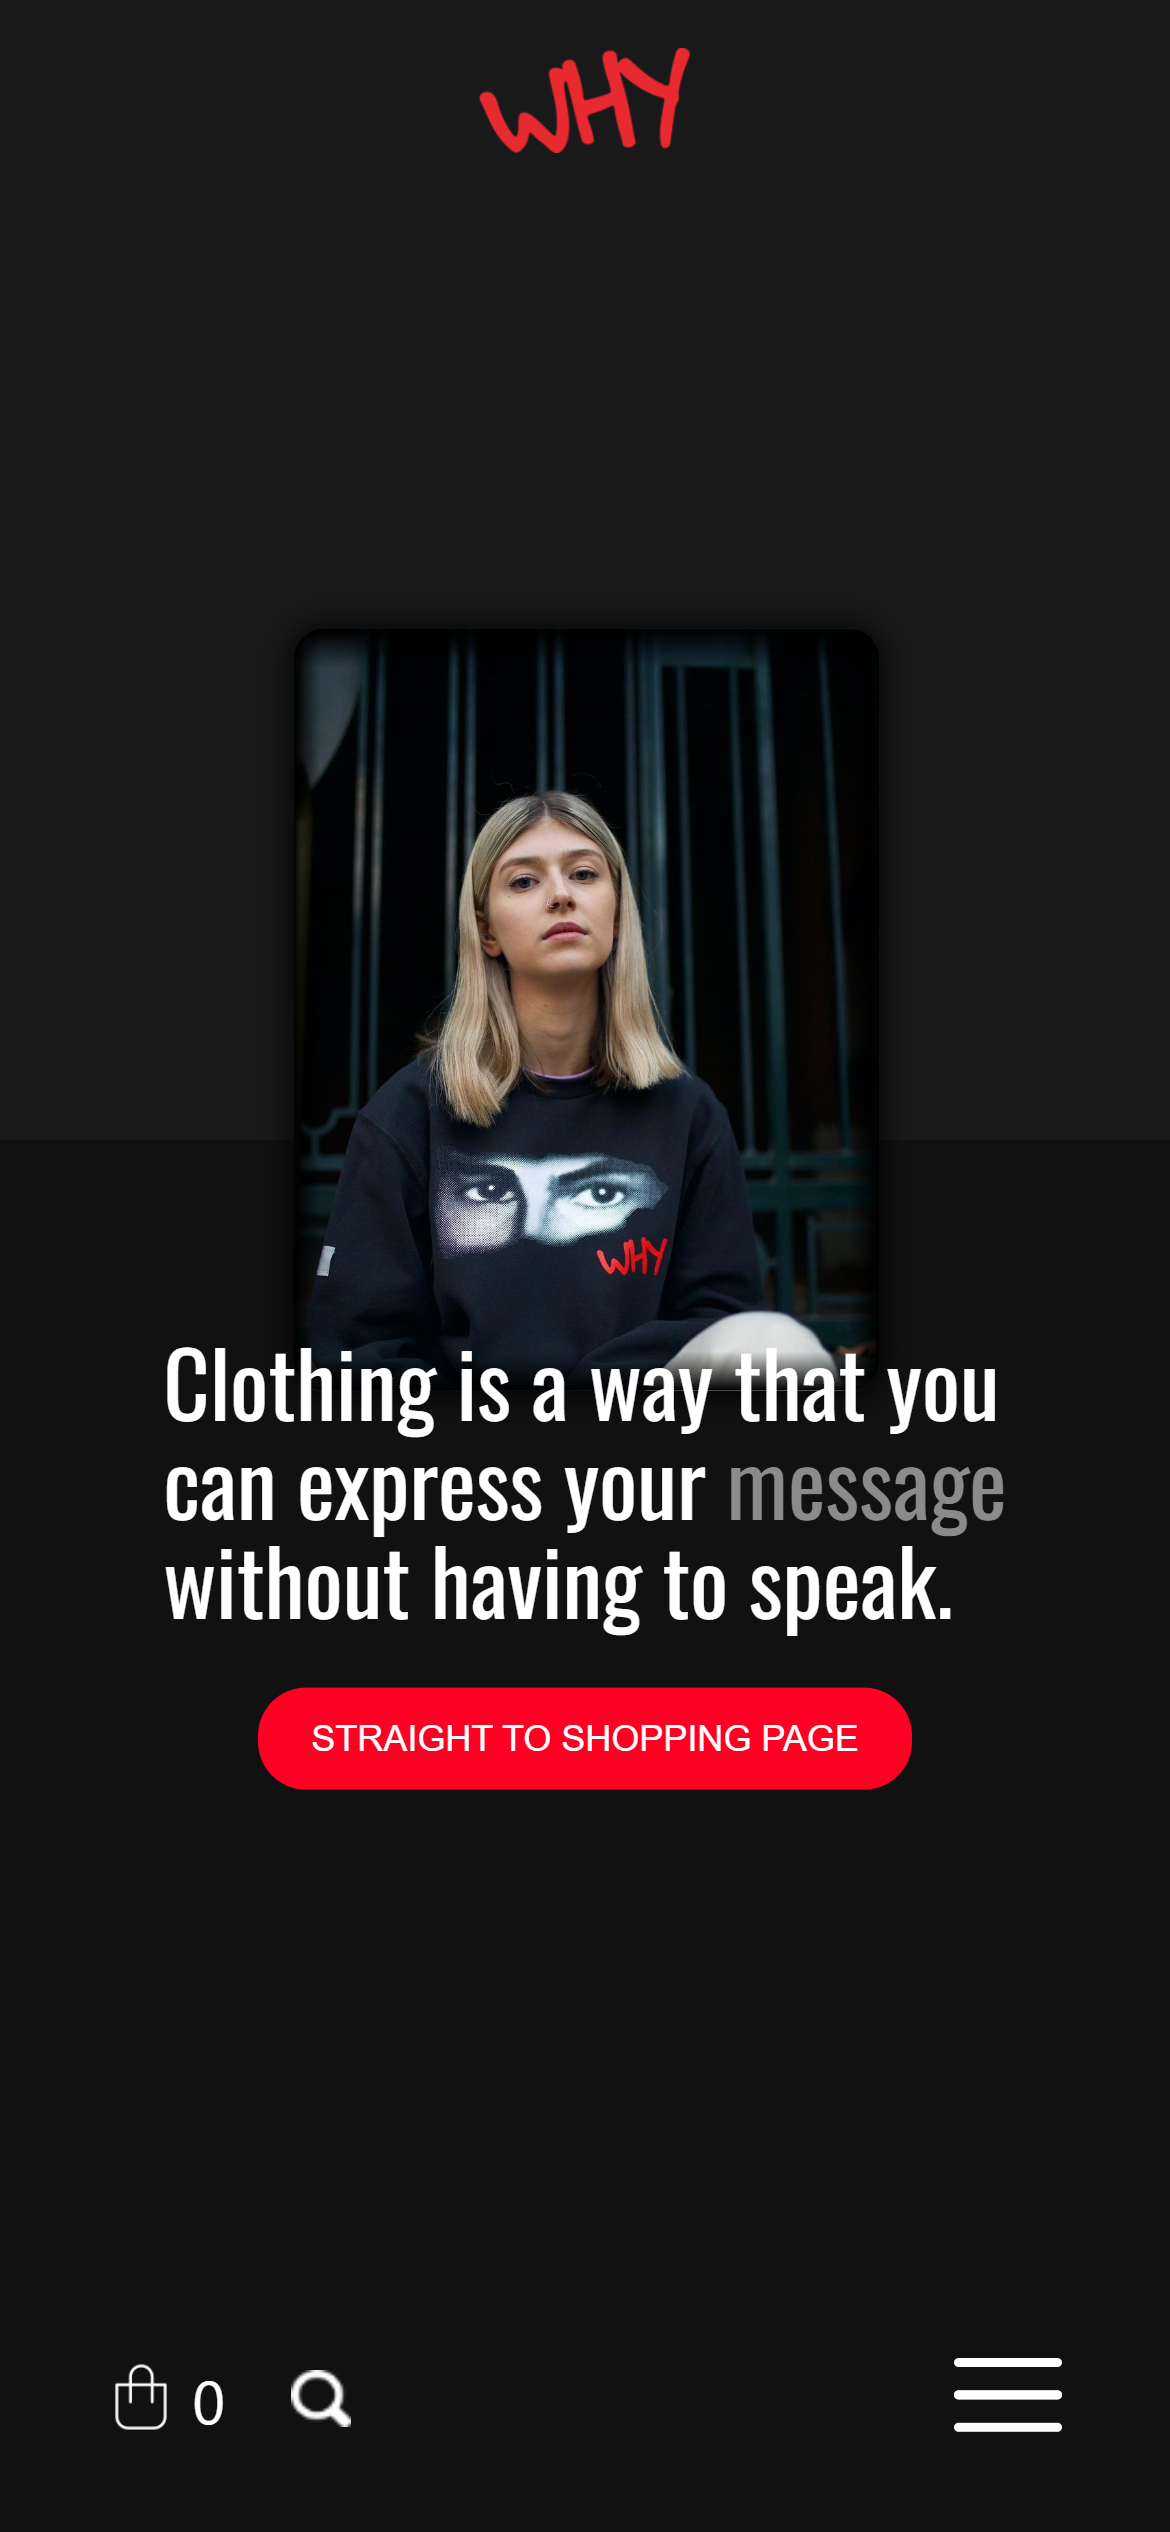 WHY
WHY
Clothing is a way that you
can express your message
without having to speak.
STRAIGHT TO SHOPPING PAGE
0